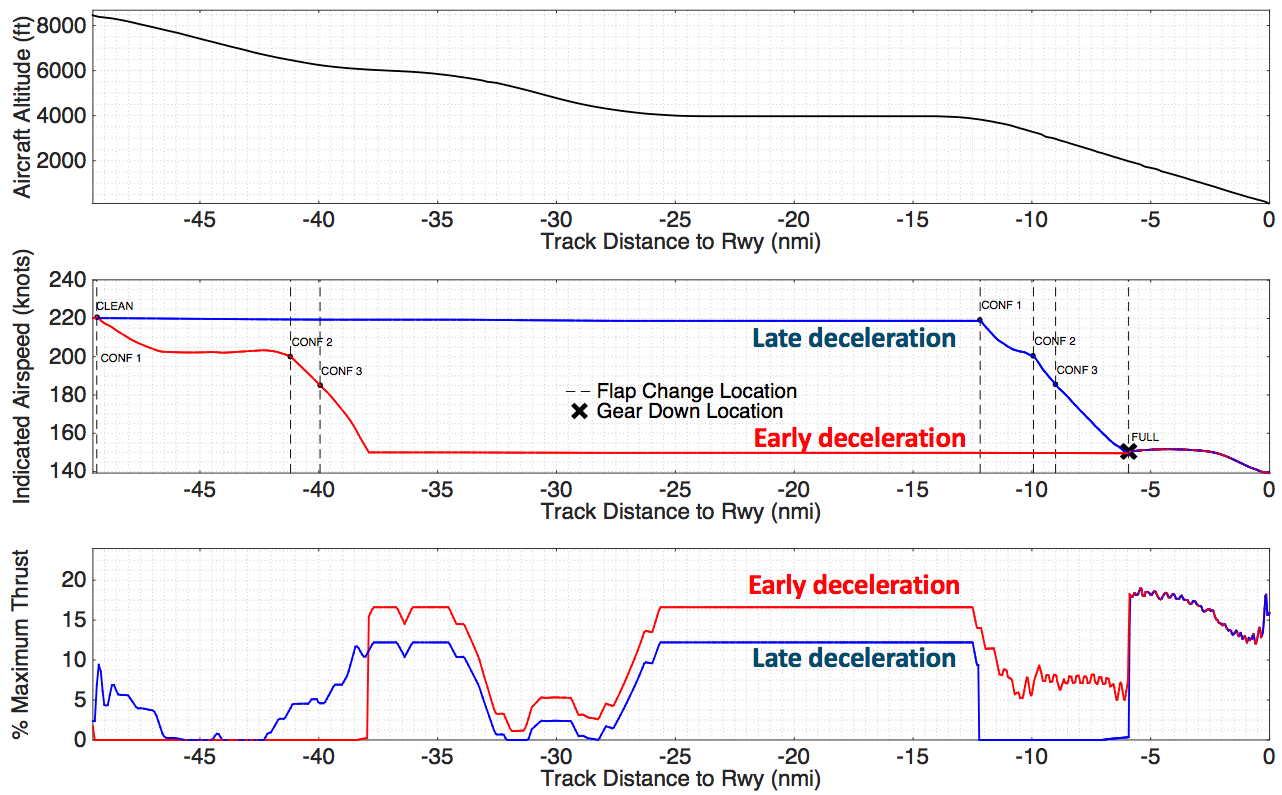 Aircraft Altitude (ft)
8000
6000
4000
2000
-45 -40 -35 -30 -25 -20 -15 -10 -5 0
Track Distance to Rwy (nmi)
Indicated Airspeed (knots)
240
220
200
180
160
140
CLEAN
CONF 1
CONF 2
CONF 3
CONF 1
CONF 2
CONF 3
FULL
Late deceleration
Flap Change Location
Gear Down Location
Early deceleration
-45 -40 -35 -30 -25 -20 -15 -10 -5 0
Track Distance to Rwy (nmi)
% Maximum Thrust
20
15
10
5
0
Early deceleration
Late deceleration
-45 -40 -35 -30 -25 -20 -15 -10 -5 0
Track Distance to Rwy (nmi)